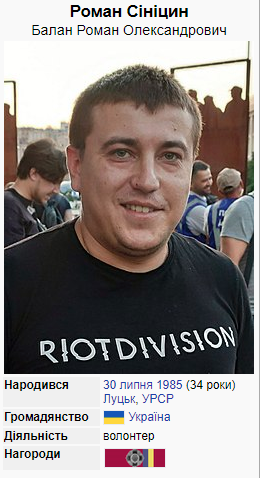 Роман Сініцин
Балан Роман Олександрович
RIOTDIVISION
Народився 30 липня 1985 (34 роки)
Луцьк, УРСР
Громадянство Україна
Діяльність волонтер
Нагороди